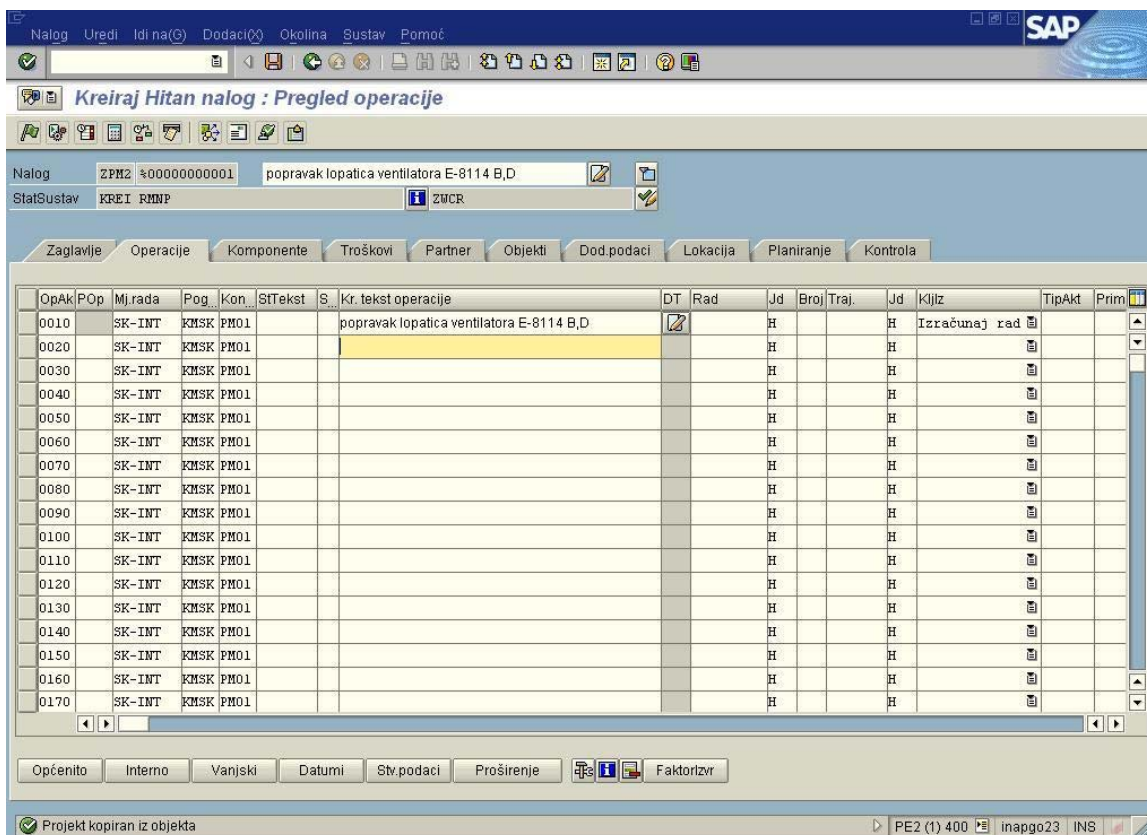 Nalog Uredi Idi na(G) Dodaci(X) Okolina Sustav Pomoć
SAP
Kreiraj Hitan nalog : Pregled operacije
Nalog ZPM2 %00000000001 popravak lopatica ventilatora E-8114 B,D
StatSustav KREI RMNP ZWCR
Zaglavlje Operacije Komponente Troškovi Partner Objekti Dod.podaci Lokacija Planiranje Kontrola
OpAk POp Mj.rada Pog.. Kon.. StTekst S.. Kr. tekst operacije DT Rad Jd Broj Traj. Jd KljIz TipAkt Prim
0010 SK-INT KMSK PM01 popravak lopatica ventilatora E-8114 B,D H H Izračunaj rad
0020 SK-INT KMSK PM01 H H
0030 SK-INT KMSK PM01 H H
0040 SK-INT KMSK PM01 H H
0050 SK-INT KMSK PM01 H H
0060 SK-INT KMSK PM01 H H
0070 SK-INT KMSK PM01 H H
0080 SK-INT KMSK PM01 H H
0090 SK-INT KMSK PM01 H H
0100 SK-INT KMSK PM01 H H
0110 SK-INT KMSK PM01 H H
0120 SK-INT KMSK PM01 H H
0130 SK-INT KMSK PM01 H H
0140 SK-INT KMSK PM01 H H
0150 SK-INT KMSK PM01 H H
0160 SK-INT KMSK PM01 H H
0170 SK-INT KMSK PM01 H H
Općenito Interno Vanjski Datumi Stv.podaci Proširenje FaktorIzvr
Projekt kopiran iz objekta PE2 (1) 400 inapgo23 INS